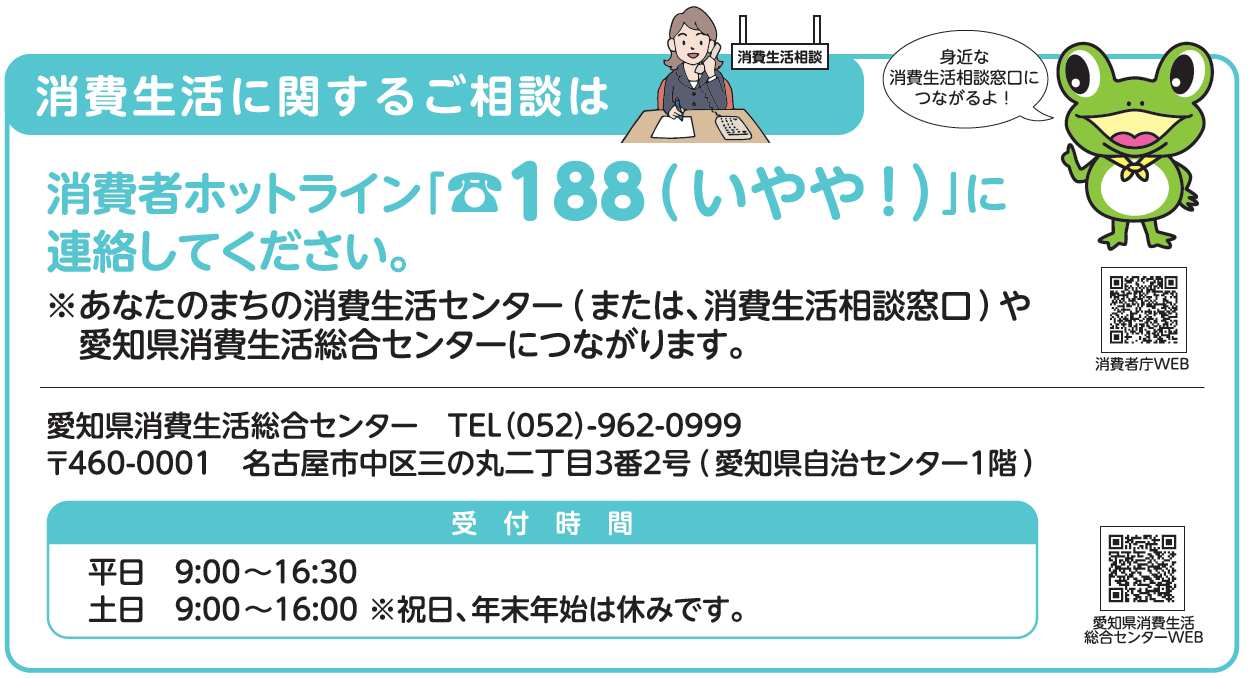 消費生活に関するご相談は
消費生活相談
身近な
消費生活相談窓口に
つながるよ！
消費者ホットライン「☎188（いやや！）」に
連絡してください。
※あなたのまちの消費生活センター（または、消費生活相談窓口）や
愛知県消費生活総合センターにつながります。
消費者庁WEB
愛知県消費生活総合センター　TEL（052）-962-0999
〒460-0001　名古屋市中区三の丸二丁目3番2号（愛知県自治センター1階）
受付時間
平日　9:00～16:30
土日　9:00～16:00 ※祝日、年末年始は休みです。
愛知県消費生活
総合センターWEB